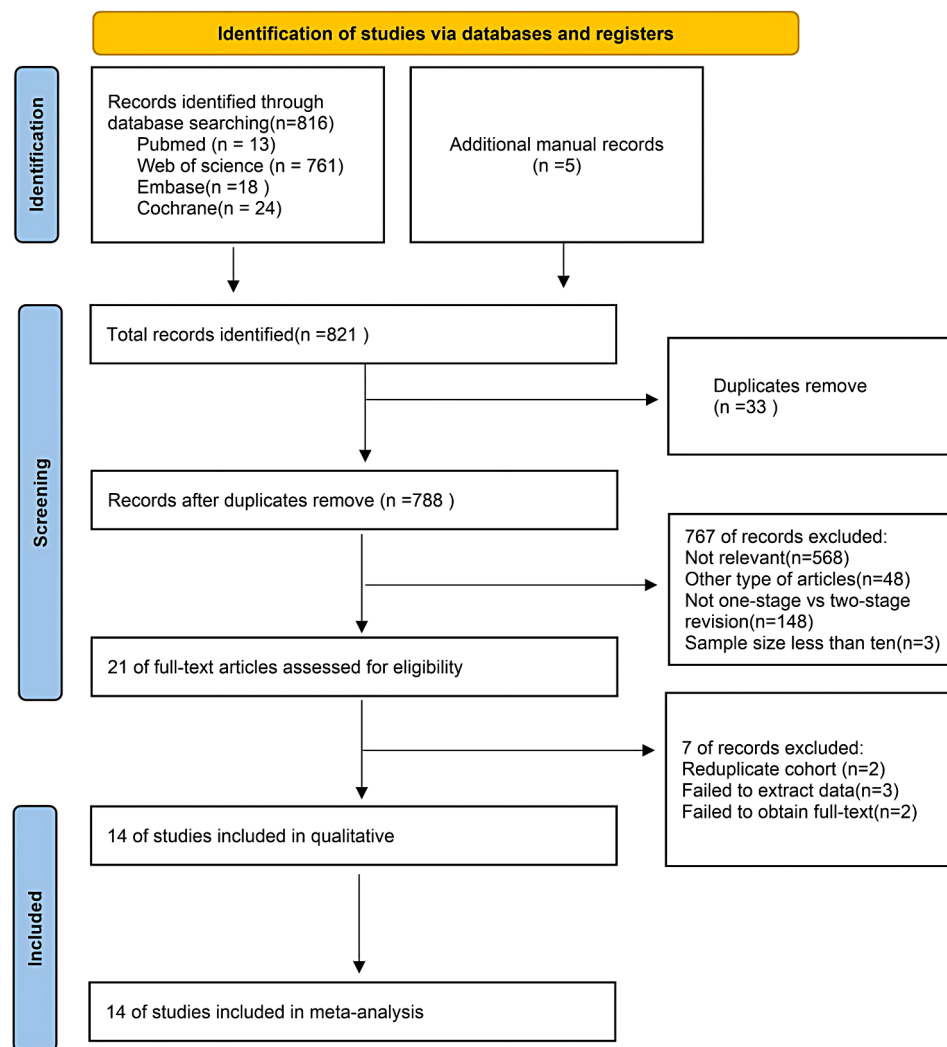 Identification of studies via databases and registers
Identification
Records identified through
database searching(n=816)
Pubmed (n = 13)
Web of science (n = 761)
Embase(n =18 )
Cochrane(n = 24)
Additional manual records
(n =5)
Screening
Total records identified(n =821 )
Duplicates remove
(n =33 )
Records after duplicates remove (n =788 )
767 of records excluded:
Not relevant(n=568)
Other type of articles(n=48)
Not one-stage vs two-stage
revision(n=148)
Sample size less than ten(n=3)
21 of full-text articles assessed for eligibility
7 of records excluded:
Reduplicate cohort (n=2)
Failed to extract data(n=3)
Failed to obtain full-text(n=2)
Included
14 of studies included in qualitative
14 of studies included in meta-analysis